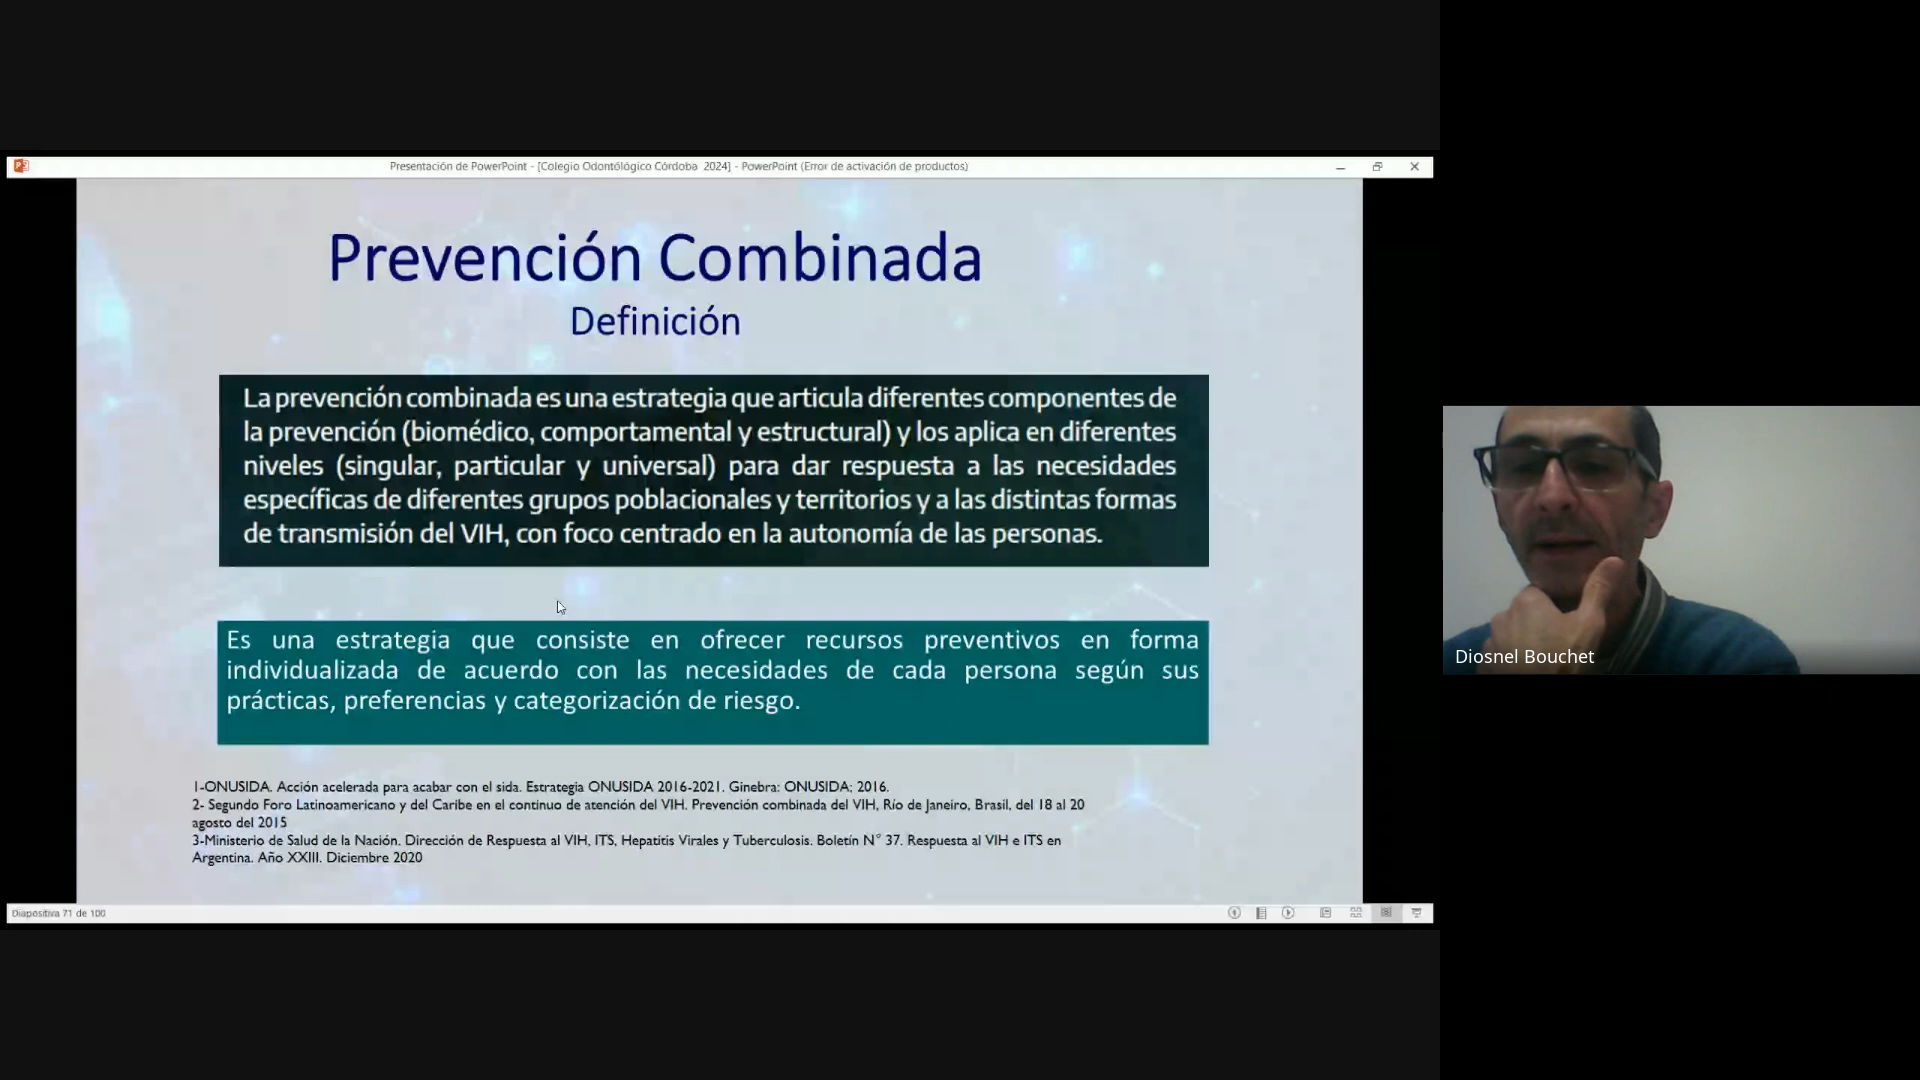 Presentación de PowerPoint - [Colegio Odontólógico Córdoba  2024] - PowerPoint (Error de activación de productos)
Prevención Combinada
Definición
La prevención combinada es una estrategia que articula diferentes componentes de
la prevención (biomédico, comportamental y estructural) y los aplica en diferentes
niveles (singular, particular y universal) para dar respuesta a las necesidades
específicas de diferentes grupos poblacionales y territorios y a las distintas formas
de transmisión del VIH, con foco centrado en la autonomía de las personas.
Es una estrategia que consiste en ofrecer recursos preventivos en forma
individualizada de acuerdo con las necesidades de cada persona según sus
prácticas, preferencias y categorización de riesgo.
1-ONUSIDA. Acción acelerada para acabar con el sida. Estrategia ONUSIDA 2016-2021. Ginebra: ONUSIDA; 2016.
2- Segundo Foro Latinoamericano y del Caribe en el continuo de atención del VIH. Prevención combinada del VIH, Río de Janeiro, Brasil, del 18 al 20
agosto del 2015
3-Ministerio de Salud de la Nación. Dirección de Respuesta al VIH, ITS, Hepatitis Virales y Tuberculosis. Boletín N° 37. Respuesta al VIH e ITS en
Argentina. Año XXIII. Diciembre 2020
Diapositiva 71 de 100
Diosnel Bouchet